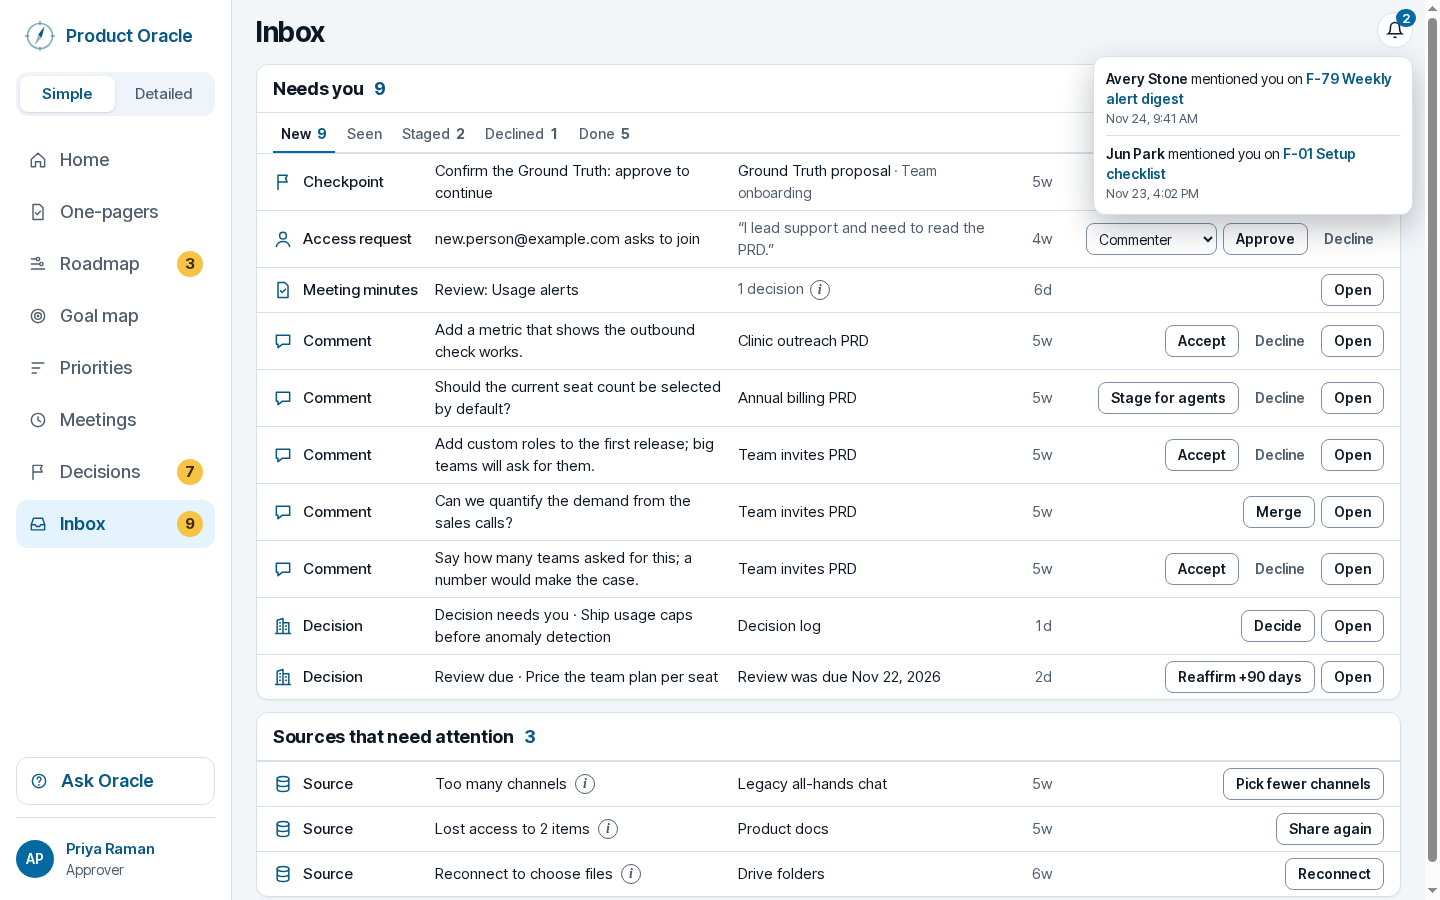 Product Oracle
Simple
Detailed
Home
One-pagers
Roadmap 3
Goal map
Priorities
Meetings
Decisions 7
Inbox 9
Ask Oracle
AP
Priya Raman
Approver
Inbox
2
Avery Stone mentioned you on F-79 Weekly
alert digest
Nov 24, 9:41 AM
Jun Park mentioned you on F-01 Setup
checklist
Nov 23, 4:02 PM
Needs you 9
New 9 Seen Staged 2 Declined 1 Done 5
Checkpoint
Confirm the Ground Truth: approve to
continue
Ground Truth proposal · Team
onboarding
5w
Access request
new.person@example.com asks to join
“I lead support and need to read the
PRD.”
4w
Commenter
Approve
Decline
Meeting minutes
Review: Usage alerts
1 decision i
6d
Open
Comment
Add a metric that shows the outbound
check works.
Clinic outreach PRD
5w
Accept
Decline
Open
Comment
Should the current seat count be selected
by default?
Annual billing PRD
5w
Stage for agents
Decline
Open
Comment
Add custom roles to the first release; big
teams will ask for them.
Team invites PRD
5w
Accept
Decline
Open
Comment
Can we quantify the demand from the
sales calls?
Team invites PRD
5w
Merge
Open
Comment
Say how many teams asked for this; a
number would make the case.
Team invites PRD
5w
Accept
Decline
Open
Decision
Decision needs you · Ship usage caps
before anomaly detection
Decision log
1d
Decide
Open
Decision
Review due · Price the team plan per seat
Review was due Nov 22, 2026
2d
Reaffirm +90 days
Open
Sources that need attention 3
Source
Too many channels i
Legacy all-hands chat
5w
Pick fewer channels
Source
Lost access to 2 items i
Product docs
5w
Share again
Source
Reconnect to choose files i
Drive folders
6w
Reconnect